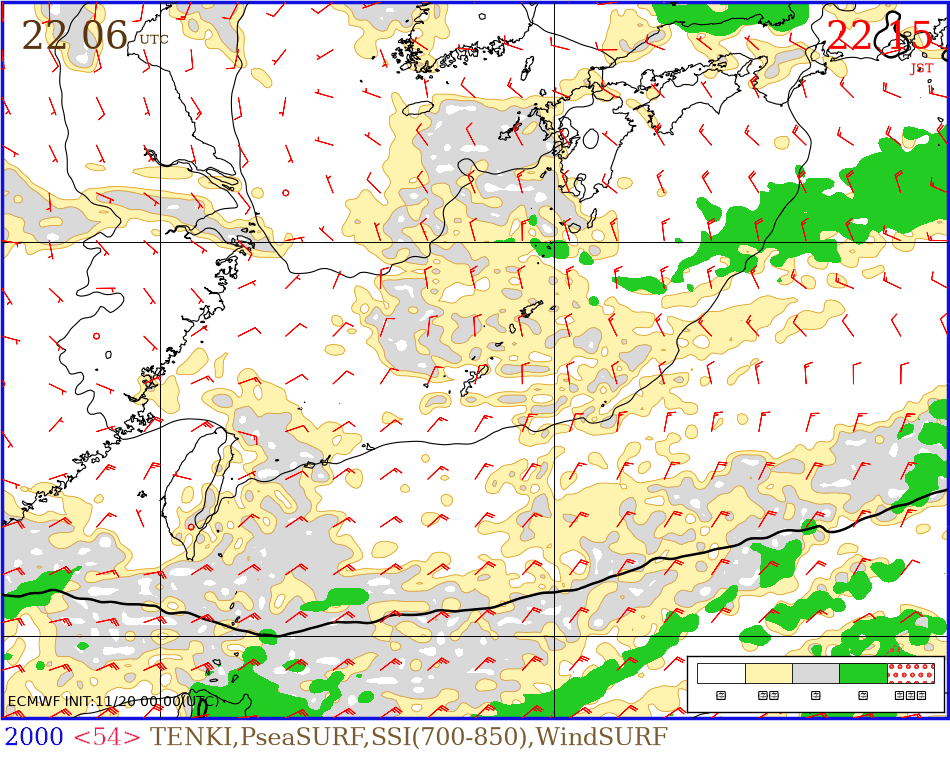 22 06 UTC
22 15
JST
ECMWF INIT:11/20 00:00(UTC)
2000 <54> TENKI,PseaSURF,SSI(700-850),WindSURF